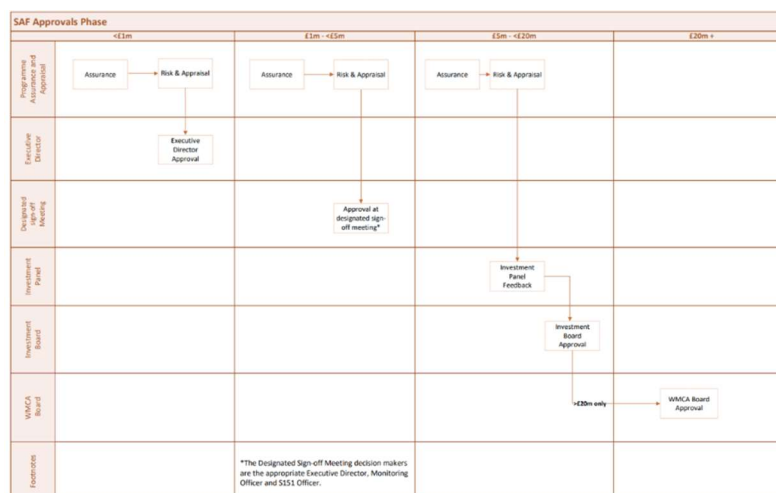 SAF Approvals Phase
<£1m
£1m - <£5m
£5m - <£20m
£20m +
Programme
Assurance and
Appraisal
Assurance
Risk & Appraisal
Assurance
Risk & Appraisal
Assurance
Risk & Appraisal
Executive
Director
Executive
Director
Approval
Designated
sign-off
Meeting
Approval at
designated sign-
off meeting*
Investment
Panel
Investment
Panel
Feedback
Investment
Board
Investment
Board
Approval
WMCA
Board
>£20m only
WMCA Board
Approval
Footnotes
*The Designated Sign-off Meeting decision makers
are the appropriate Executive Director, Monitoring
Officer and S151 Officer.